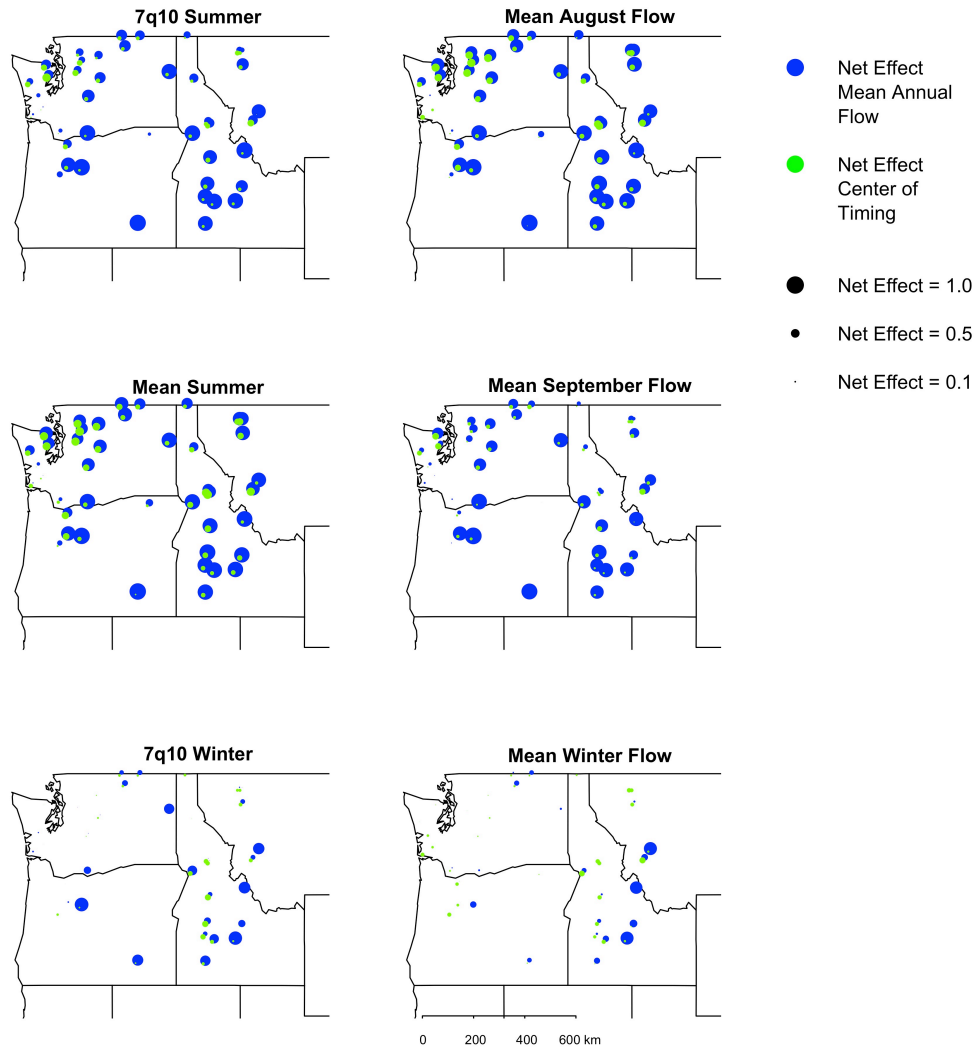 7q10 Summer
Mean August Flow
Net Effect
Mean Annual
Flow
Net Effect
Center of
Timing
Net Effect = 1.0
Net Effect = 0.5
Net Effect = 0.1
Mean Summer
Mean September Flow
7q10 Winter
Mean Winter Flow
0 200 400 600 km